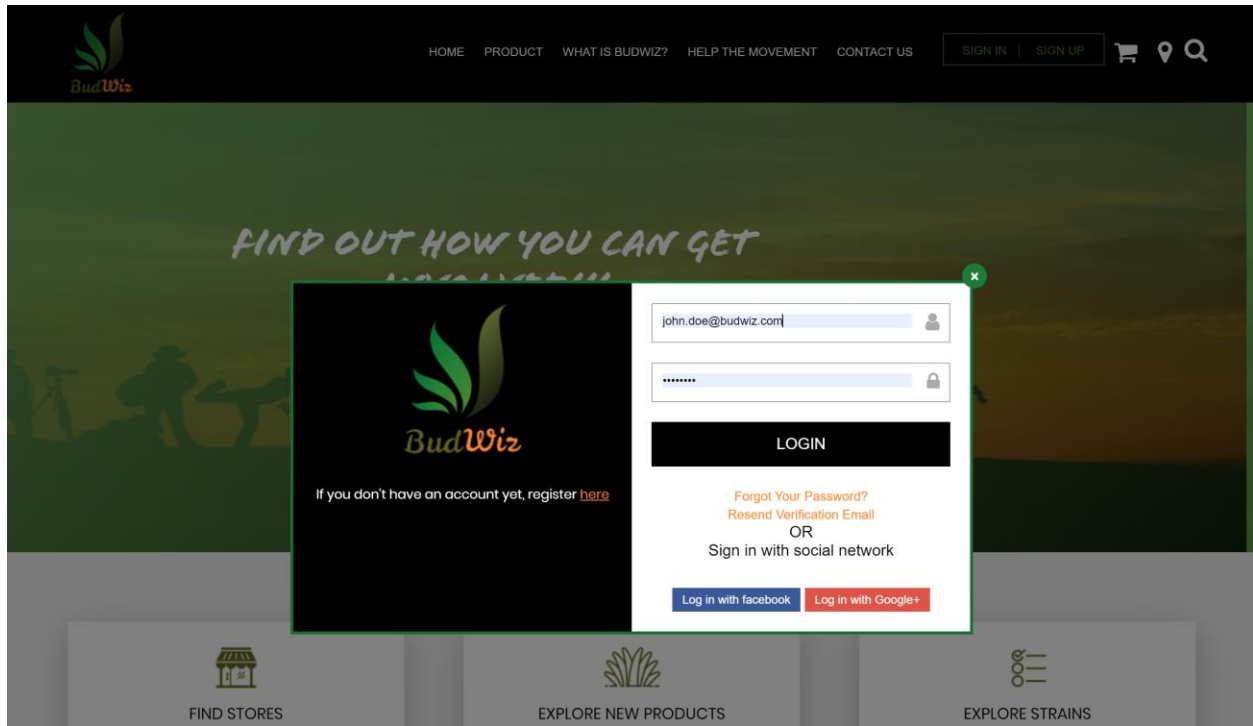 HOME PRODUCT WHAT IS BUDWIZ? HELP THE MOVEMENT CONTACT US SIGN IN | SIGN UP
BudWiz
FIND OUT HOW YOU CAN GET
john.doe@budwiz.com
••••••••
BudWiz
LOGIN
If you don't have an account yet, register here
Forgot Your Password?
Resend Verification Email
OR
Sign in with social network
Log in with facebook Log in with Google+
FIND STORES EXPLORE NEW PRODUCTS EXPLORE STRAINS